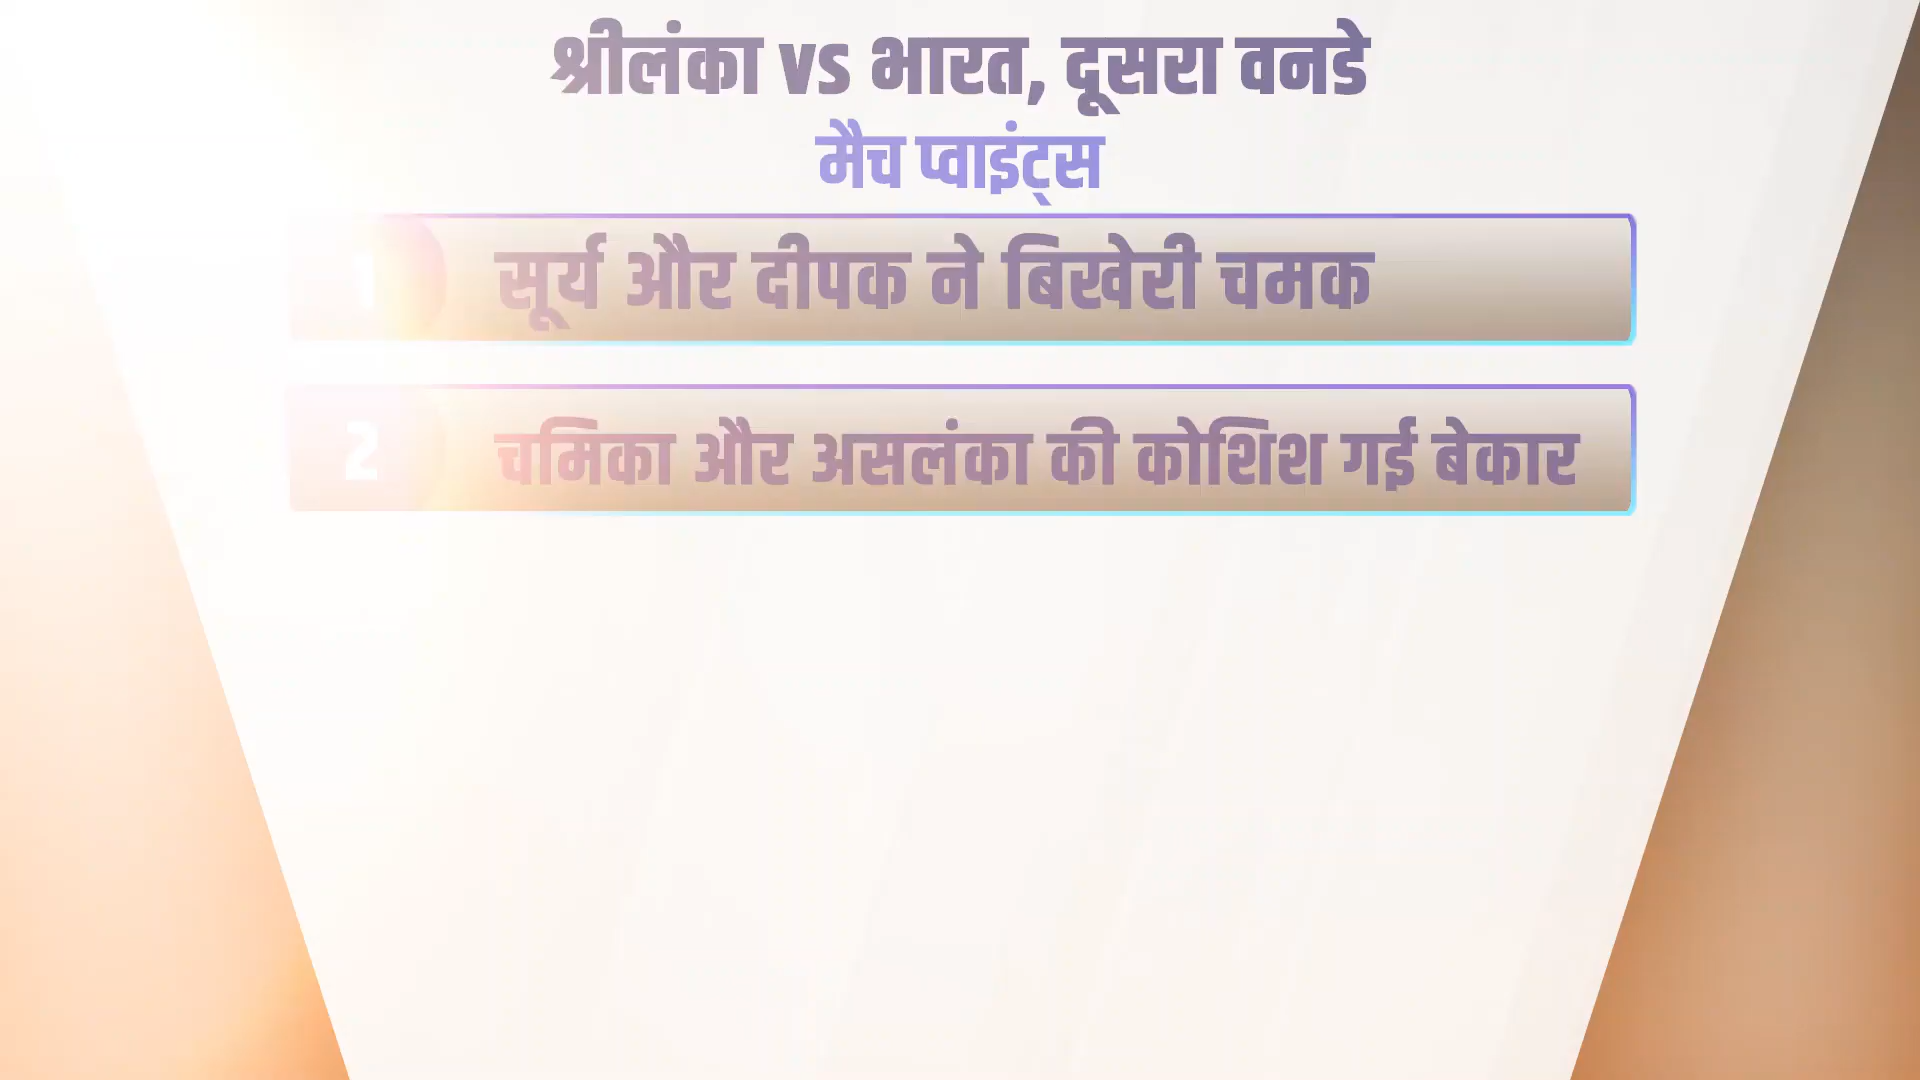 श्रीलंका vs भारत, दूसरा वनडे
मैच प्वाइंट्स
1 सूर्य और दीपक ने बिखेरी चमक
2 चमिका और असलंका की कोशिश गई बेकार